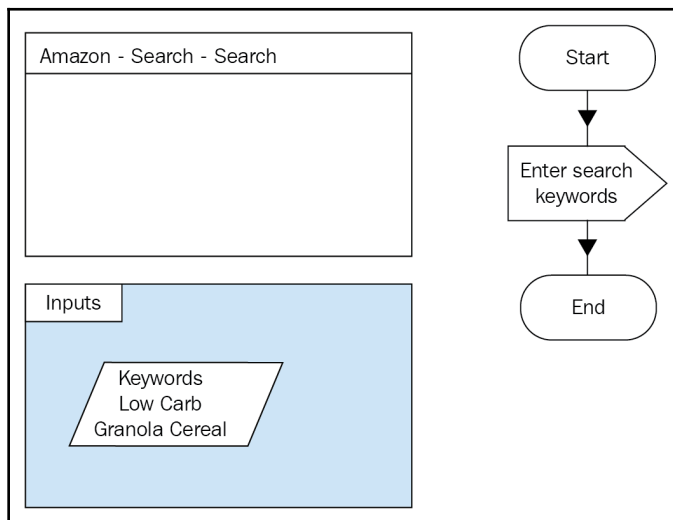 Amazon - Search - Search
Inputs
Keywords
Low Carb
Granola Cereal
Start
Enter search
keywords
End